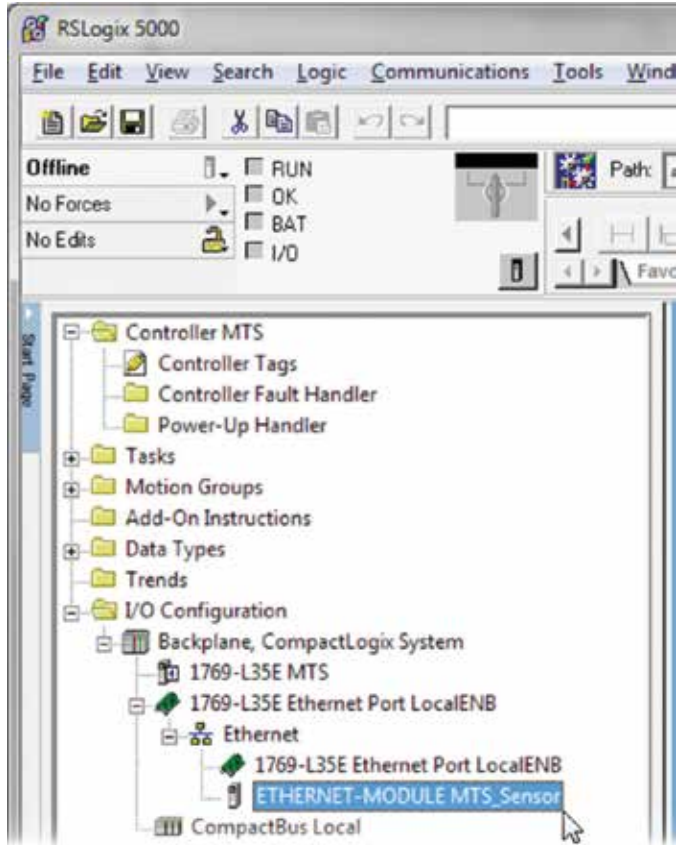 RSLogix 5000
File Edit View Search Logic Communications Tools Wind
Offline RUN
No Forces OK
BAT
No Edits I/O
Path:
Favo
Start Page
Controller MTS
Controller Tags
Controller Fault Handler
Power-Up Handler
Tasks
Motion Groups
Add-On Instructions
Data Types
Trends
I/O Configuration
Backplane, CompactLogix System
1769-L35E MTS
1769-L35E Ethernet Port LocalENB
Ethernet
1769-L35E Ethernet Port LocalENB
ETHERNET-MODULE MTS_Sensor
CompactBus Local